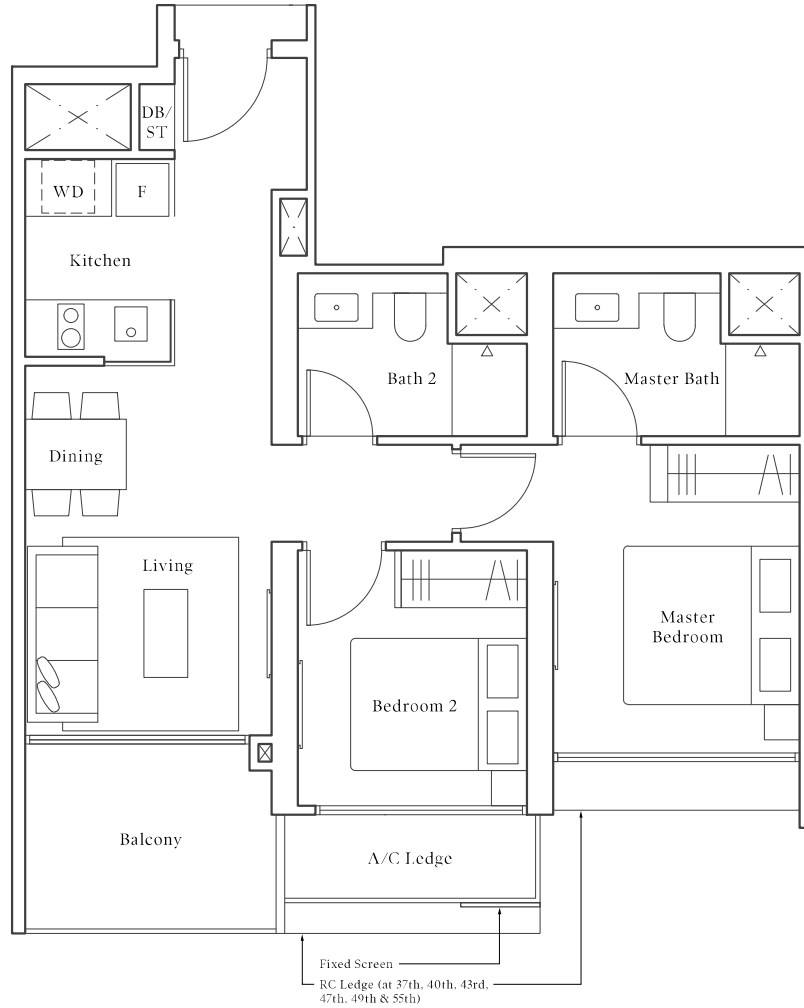 DB/
ST
WD
F
Kitchen
Bath 2
Master Bath
Dining
Living
Master
Bedroom
Bedroom 2
Balcony
A/C Ledge
Fixed Screen
RC Ledge (at 37th, 40th, 43rd,
47th, 49th & 55th)